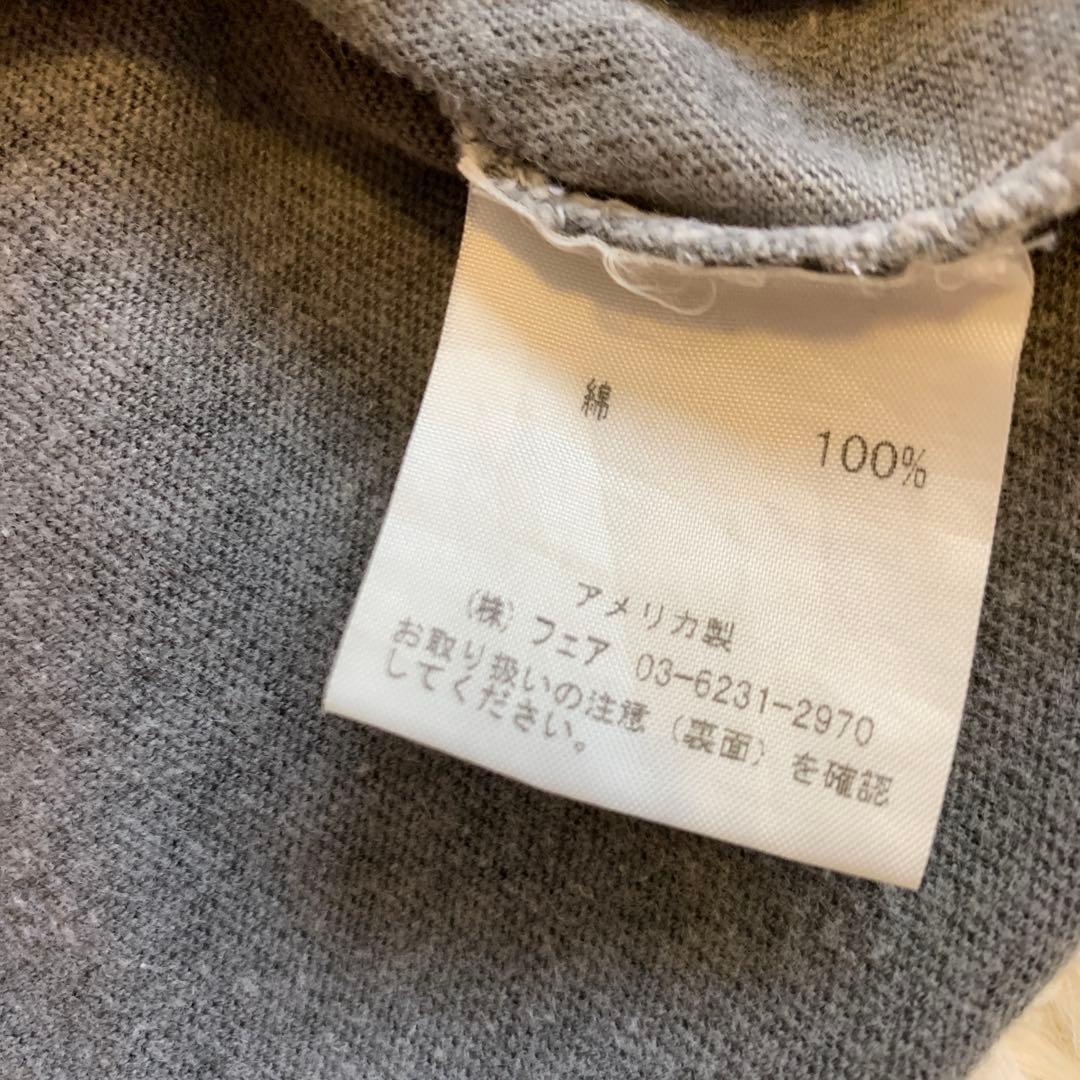 綿
100%
アメリカ製
(株) フェア 03-6231-2970
お取り扱いの注意 (裏面) を確認
してください。